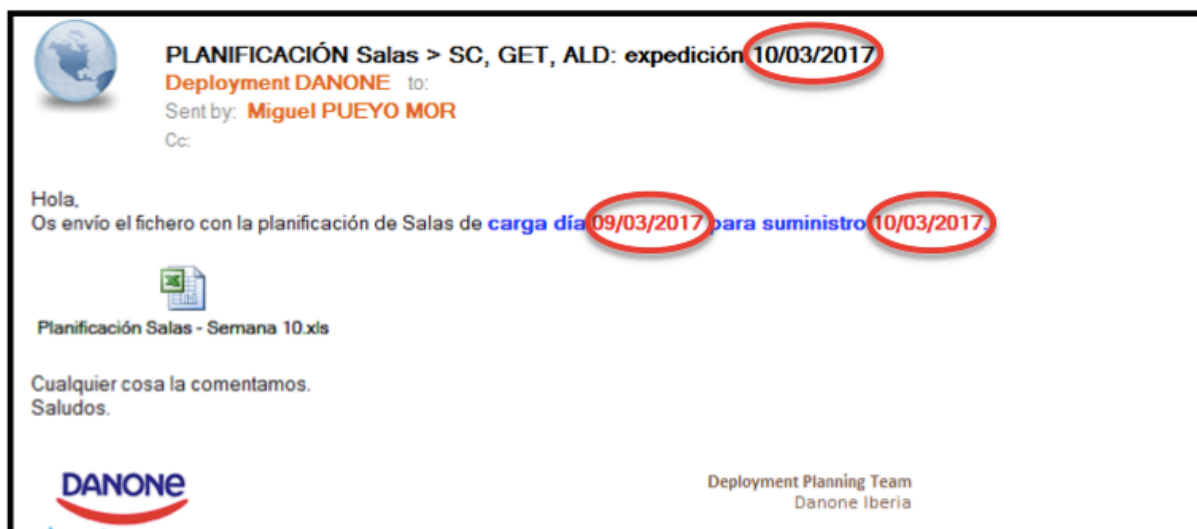 PLANIFICACIÓN Salas > SC, GET, ALD: expedición 10/03/2017
Deployment DANONE to:
Sent by: Miguel PUEYO MOR
Cc:
Hola,
Os envío el fichero con la planificación de Salas de carga día 09/03/2017 para suministro 10/03/2017.
Planificación Salas - Semana 10.xls
Cualquier cosa la comentamos.
Saludos.
DANONE
Deployment Planning Team
Danone Iberia